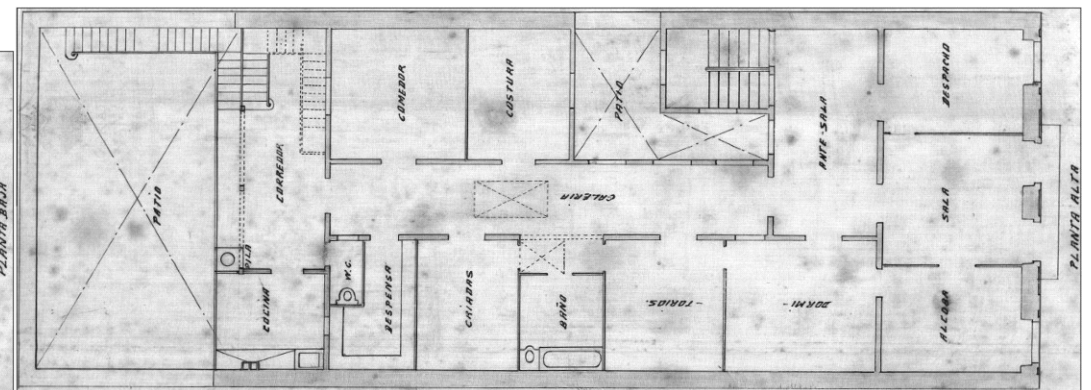 PLANTA BAJA
PATIO
CORREDOR
PILA
COCINA
COMEDOR
COSTURA
PATIO
GALERIA
W.C.
DESPENSA
CRIADAS
BAÑO
DORMI-
-TORIOS.
ANTE-SALA
DESPACHO
SALA
ALCOBA
PLANTA ALTA